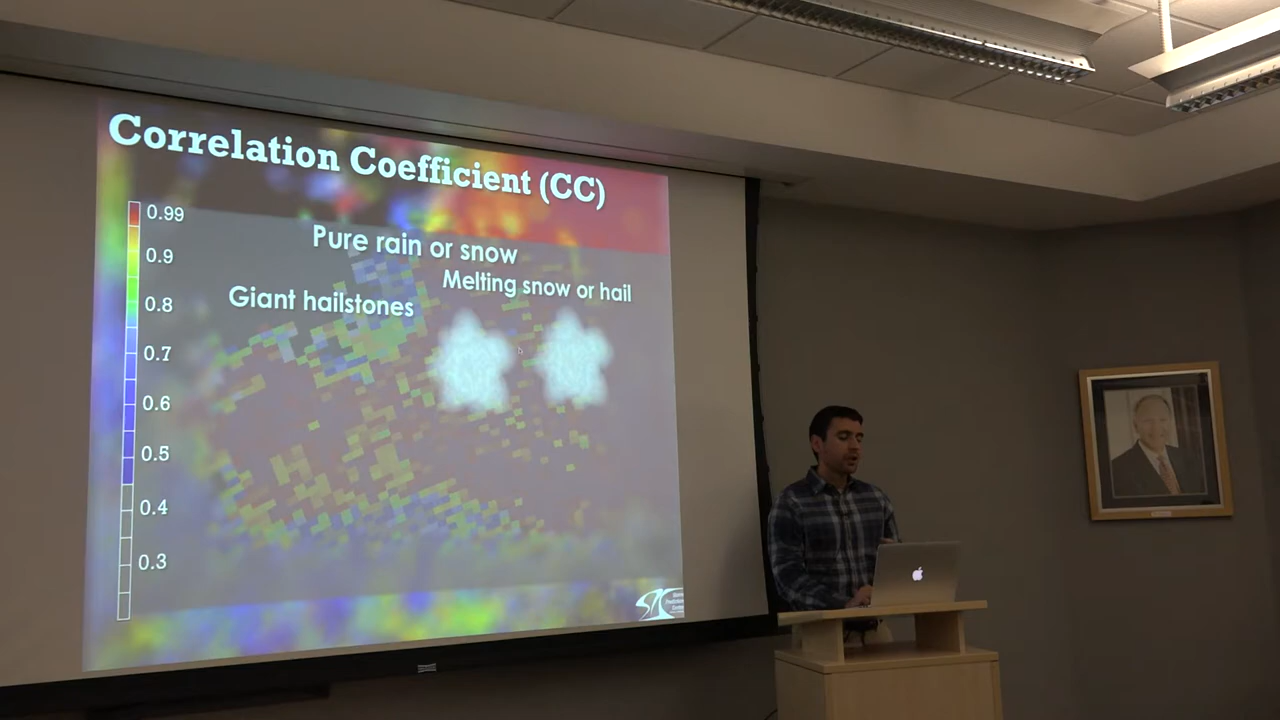 Correlation Coefficient (CC)
0.99
Pure rain or snow
0.9
Melting snow or hail
Giant hailstones
0.8
0.7
0.6
0.5
0.4
0.3
SPC